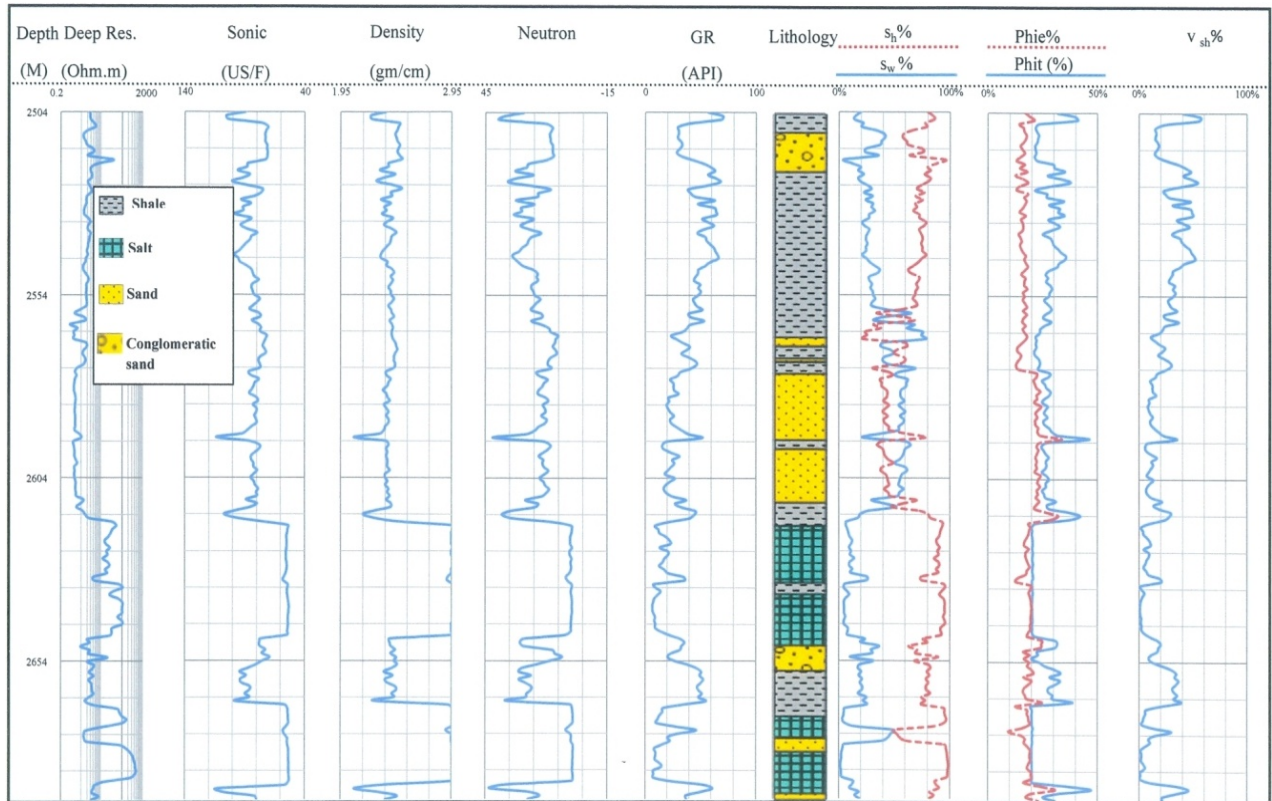 Depth Deep Res. Sonic Density Neutron GR Lithology sh% Phie% v sh%
(M) (Ohm.m) (US/F) (gm/cm) (API) sw% Phit (%)
0.2 2000 140 40 1.95 2.95 45 -15 0 100 0% 100% 0% 50% 0% 100%
2504
Shale
Salt
Sand
2554
Conglomeratic
sand
2604
2654